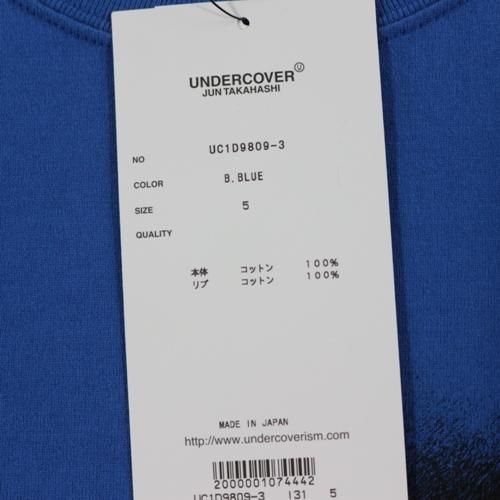 UNDERCOVER U
JUN TAKAHASHI
NO UC1D9809-3
COLOR B.BLUE
SIZE 5
QUALITY
本体 コットン 100%
リブ コットン 100%
MADE IN JAPAN
http://www.undercoverism.com
2000001074442
UC1D9809-3 131 5